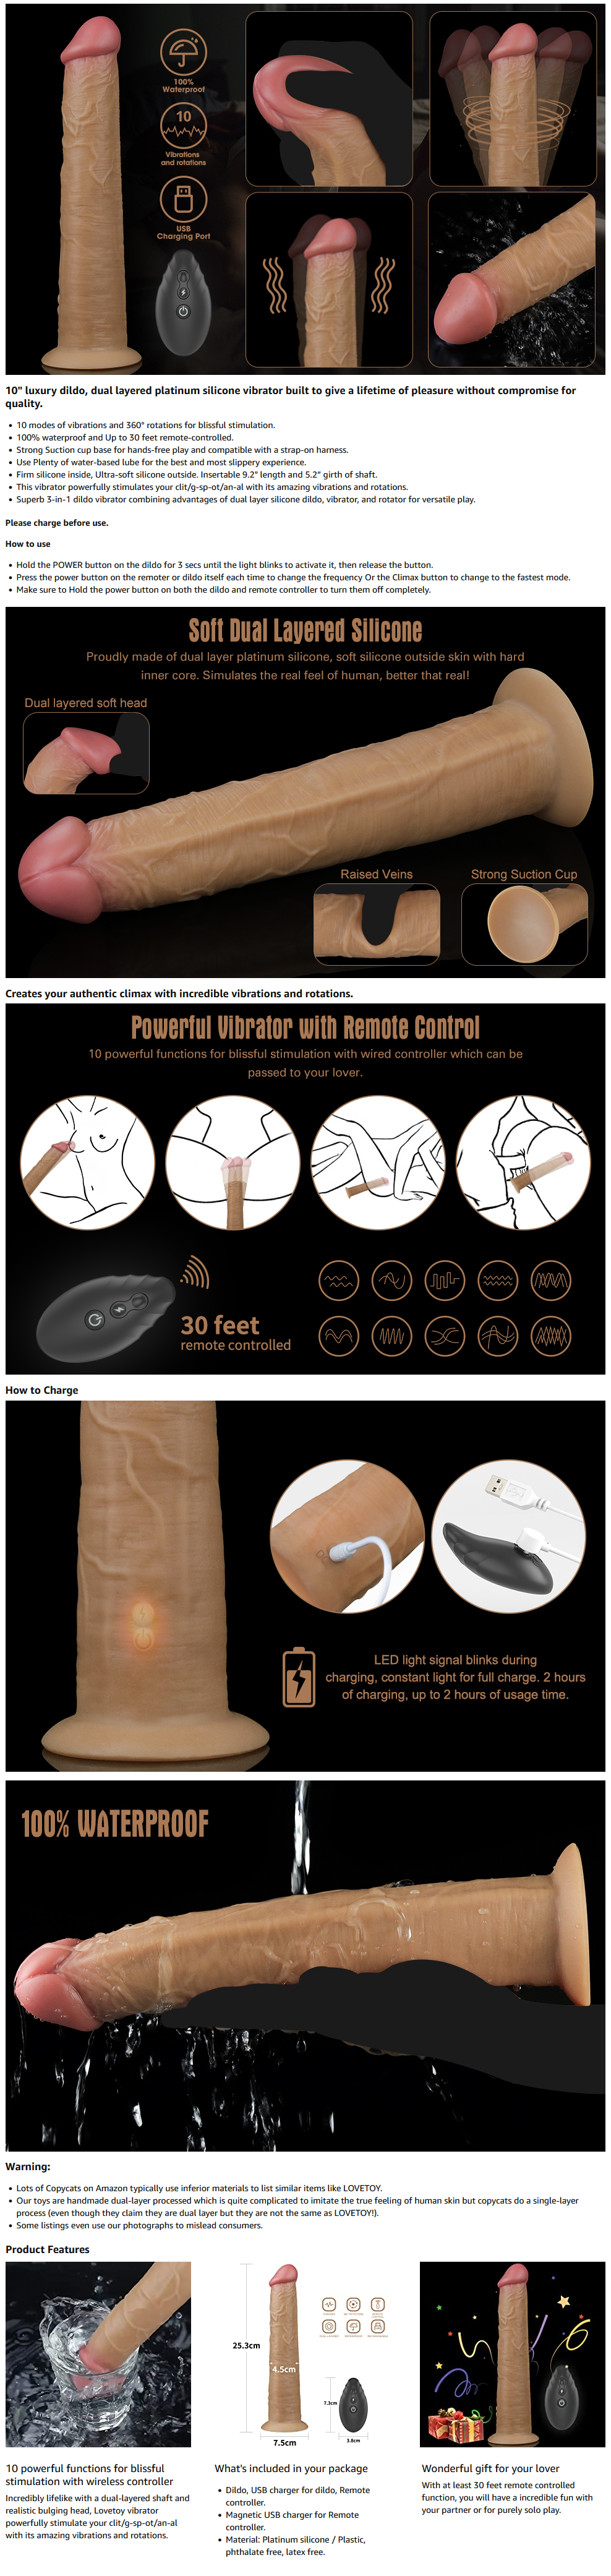 100%
Waterproof
10
Vibrations
and rotations
USB
Charging Port
10" luxury dildo, dual layered platinum silicone vibrator built to give a lifetime of pleasure without compromise for
quality.
• 10 modes of vibrations and 360° rotations for blissful stimulation.
• 100% waterproof and Up to 30 feet remote-controlled.
• Strong Suction cup base for hands-free play and compatible with a strap-on harness.
• Use Plenty of water-based lube for the best and most slippery experience.
• Firm silicone inside, Ultra-soft silicone outside. Insertable 9.2" length and 5.2" girth of shaft.
• This vibrator powerfully stimulates your clit/g-sp-ot/an-al with its amazing vibrations and rotations.
• Superb 3-in-1 dildo vibrator combining advantages of dual layer silicone dildo, vibrator, and rotator for versatile play.
Please charge before use.
How to use
• Hold the POWER button on the dildo for 3 secs until the light blinks to activate it, then release the button.
• Press the power button on the remoter or dildo itself each time to change the frequency Or the Climax button to change to the fastest mode.
• Make sure to Hold the power button on both the dildo and remote controller to turn them off completely.
Soft Dual Layered Silicone
Proudly made of dual layer platinum silicone, soft silicone outside skin with hard
inner core. Simulates the real feel of human, better that real!
Dual layered soft head
Raised Veins
Strong Suction Cup
Creates your authentic climax with incredible vibrations and rotations.
Powerful Vibrator with Remote Control
10 powerful functions for blissful stimulation with wired controller which can be
passed to your lover.
30 feet
remote controlled
How to Charge
LED light signal blinks during
charging, constant light for full charge. 2 hours
of charging, up to 2 hours of usage time.
100% WATERPROOF
Warning:
• Lots of Copycats on Amazon typically use inferior materials to list similar items like LOVETOY.
• Our toys are handmade dual-layer processed which is quite complicated to imitate the true feeling of human skin but copycats do a single-layer
process (even though they claim they are dual layer but they are not the same as LOVETOY!).
• Some listings even use our photographs to mislead consumers.
Product Features
25.3cm
4.5cm
7.5cm
7.3cm
3.8cm
10 powerful functions for blissful
stimulation with wireless controller
Incredibly lifelike with a dual-layered shaft and
realistic bulging head, Lovetoy vibrator
powerfully stimulate your clit/g-sp-ot/an-al
with its amazing vibrations and rotations.
What's included in your package
• Dildo, USB charger for dildo, Remote
controller.
• Magnetic USB charger for Remote
controller.
• Material: Platinum silicone / Plastic,
phthalate free, latex free.
Wonderful gift for your lover
With at least 30 feet remote controlled
function, you will have a incredible fun with
your partner or for purely solo play.